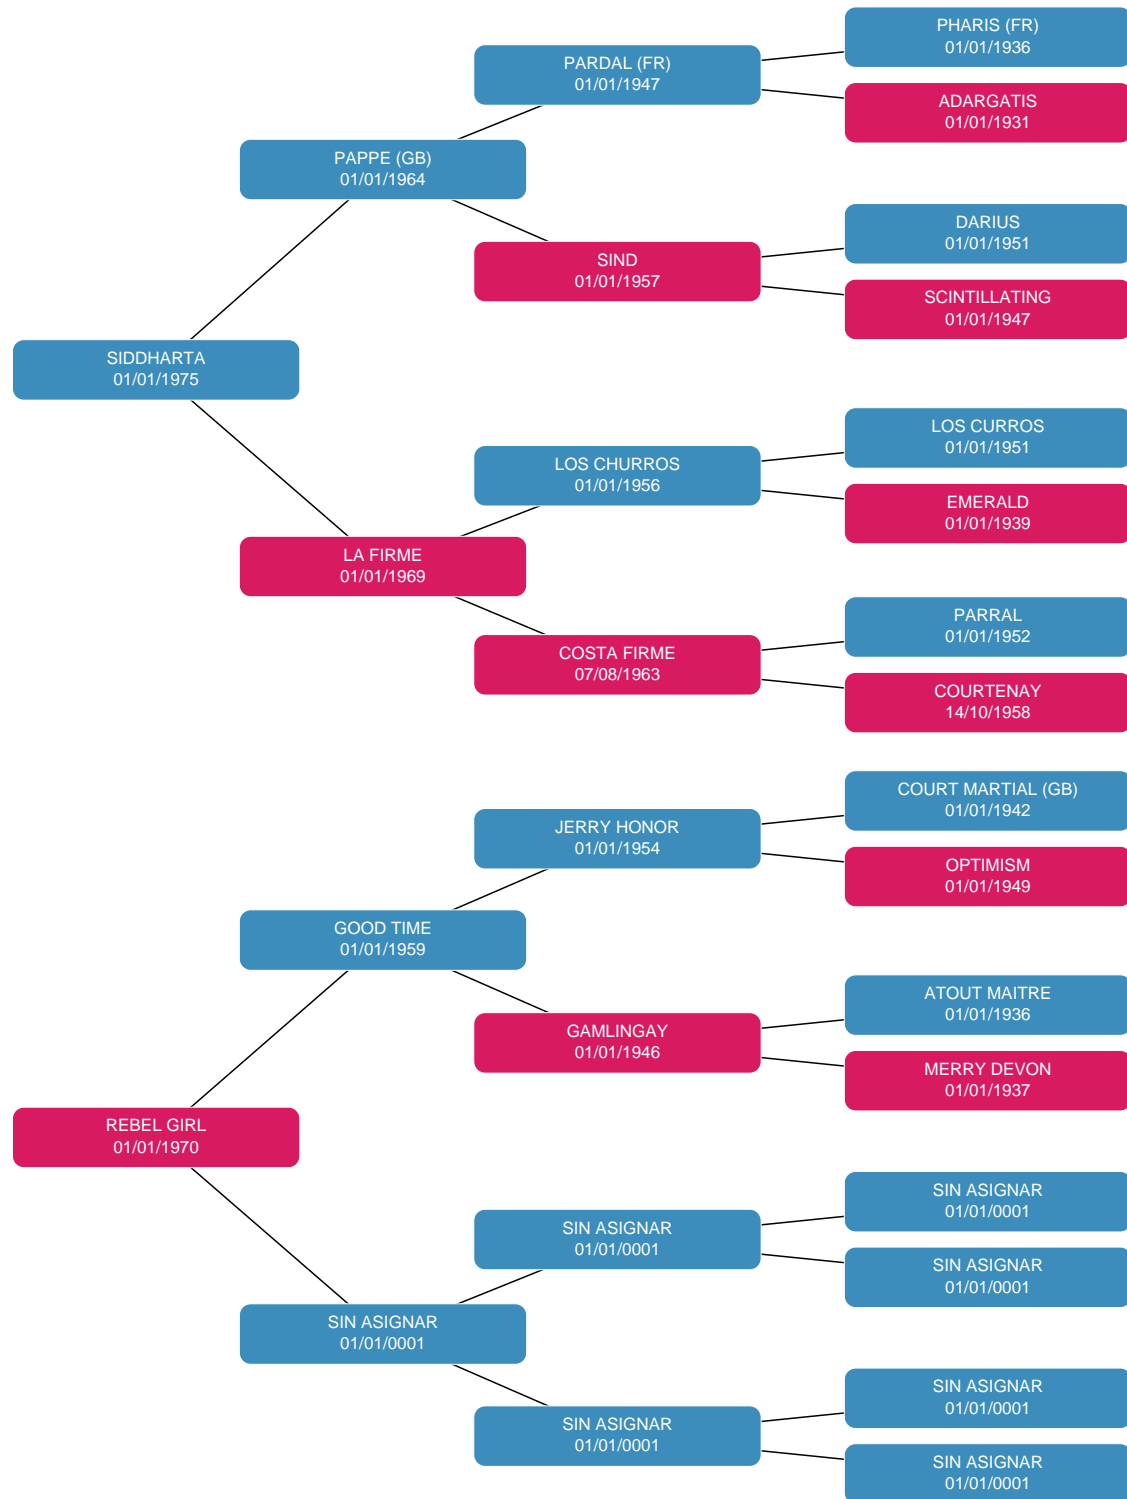 PHARIS (FR)
01/01/1936
PARDAL (FR)
01/01/1947
ADARGATIS
01/01/1931
PAPPE (GB)
01/01/1964
DARIUS
01/01/1951
SIND
01/01/1957
SCINTILLATING
01/01/1947
SIDDHARTA
01/01/1975
LOS CURROS
01/01/1951
LOS CHURROS
01/01/1956
EMERALD
01/01/1939
LA FIRME
01/01/1969
PARRAL
01/01/1952
COSTA FIRME
07/08/1963
COURTENAY
14/10/1958
COURT MARTIAL (GB)
01/01/1942
JERRY HONOR
01/01/1954
OPTIMISM
01/01/1949
GOOD TIME
01/01/1959
ATOUT MAITRE
01/01/1936
GAMLINGAY
01/01/1946
MERRY DEVON
01/01/1937
REBEL GIRL
01/01/1970
SIN ASIGNAR
01/01/0001
SIN ASIGNAR
01/01/0001
SIN ASIGNAR
01/01/0001
SIN ASIGNAR
01/01/0001
SIN ASIGNAR
01/01/0001
SIN ASIGNAR
01/01/0001
SIN ASIGNAR
01/01/0001